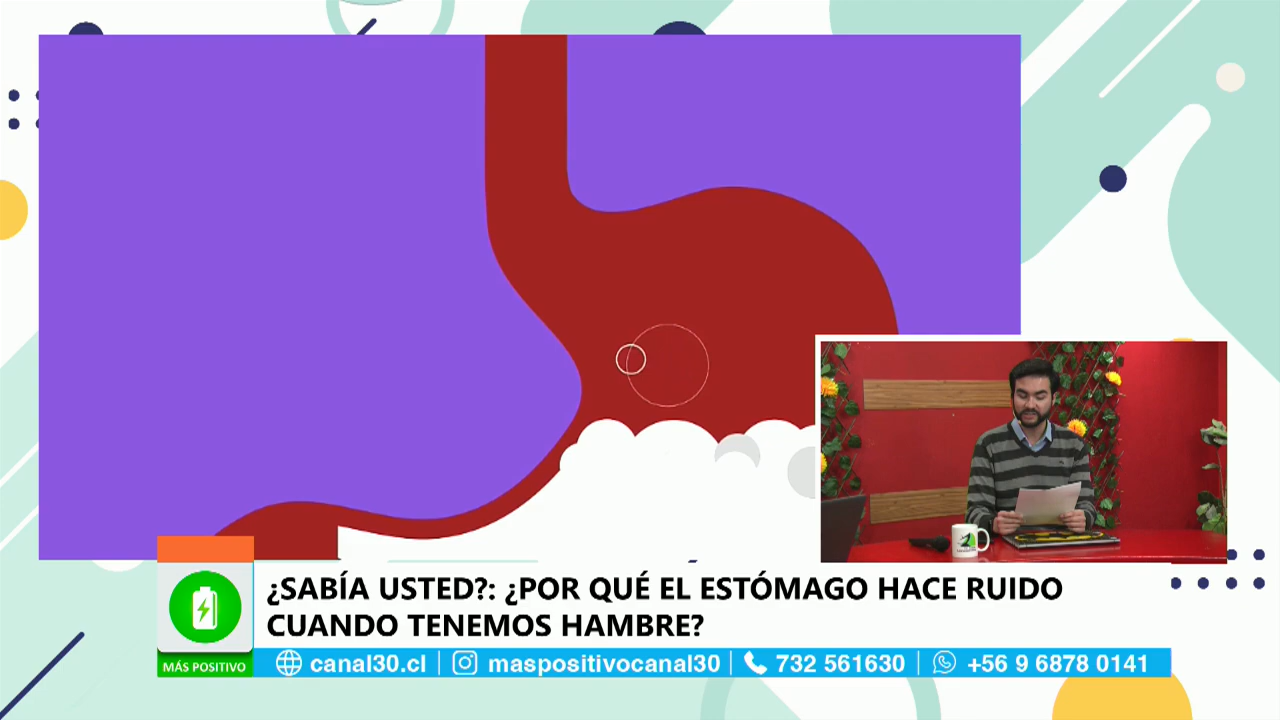 ¿SABÍA USTED?: ¿POR QUÉ EL ESTÓMAGO HACE RUIDO
CUANDO TENEMOS HAMBRE?
MÁS POSITIVO
canal30.cl
maspositivocanal30
732 561630
+56 9 6878 0141